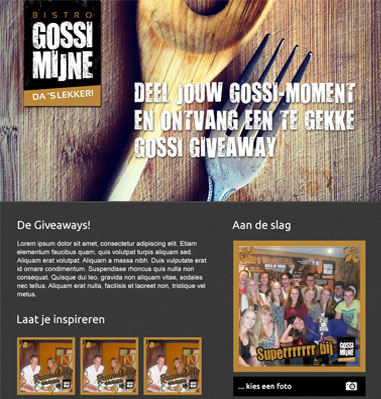 BISTRO
GOSSI
MIJNE
DA'S LEKKER!
DEEL JOUW GOSSI-MOMENT
EN ONTVANG EEN TE GEKKE
GOSSI GIVEAWAY
De Giveaways!
Lorem ipsum dolor sit amet, consectetur adipiscing elit. Etiam
elementum faucibus quam, quis volutpat turpis aliquam sed.
Aliquam erat volutpat. Aliquam a massa nibh. Duis vulputate erat
id ornare condimentum. Suspendisse rhoncus quis nulla non
consequat. Quisque dui leo, gravida non aliquam vitae, sodales
nec tellus. Aliquam erat nulla, facilisis et laoreet non, tristique vel
metus.
Laat je inspireren
Aan de slag
Superrrrrrr bij
GOSSI
MIJNE
... kies een foto